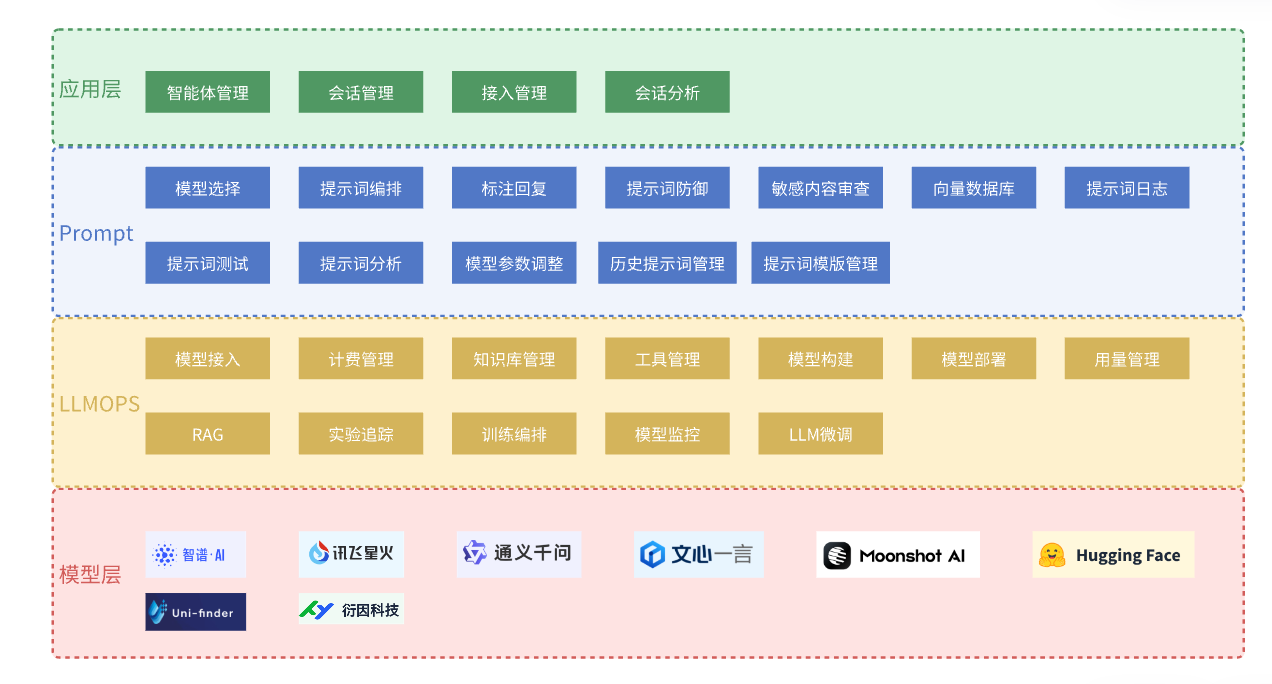 应用层
智能体管理
会话管理
接入管理
会话分析
Prompt
模型选择
提示词编排
标注回复
提示词防御
敏感内容审查
向量数据库
提示词日志
提示词测试
提示词分析
模型参数调整
历史提示词管理
提示词模版管理
LLMOPS
模型接入
计费管理
知识库管理
工具管理
模型构建
模型部署
用量管理
RAG
实验追踪
训练编排
模型监控
LLM微调
模型层
智谱·AI
讯飞星火
通义千问
文心一言
Moonshot AI
Hugging Face
Uni-finder
衍因科技